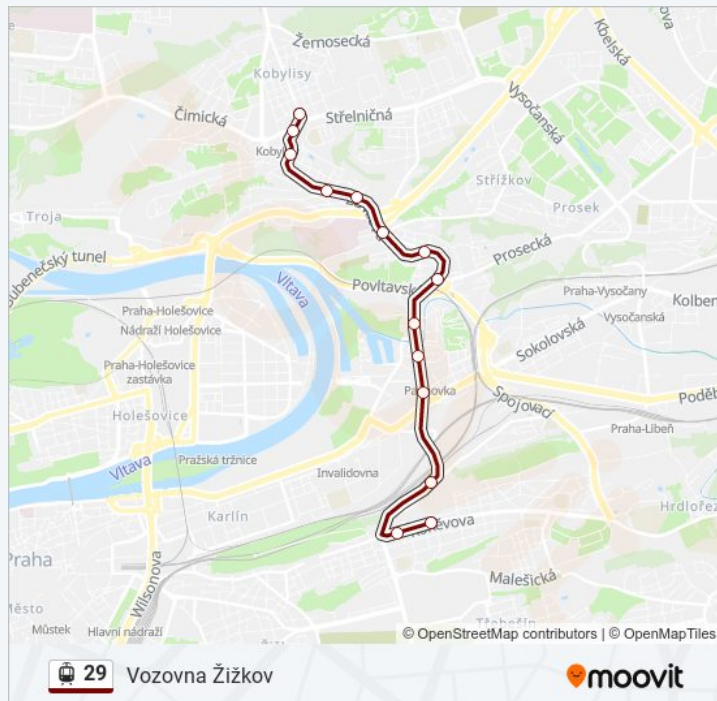 Žernosecká
Kbelská
Kobylisy
Čimická
Střelničná
Vysočanská
Střížkov
Prosek
Troja
Prosecká
Bubenečský tunel
Povltavská
Vltava
Praha-Holešovice
Nádraží Holešovice
Praha-Vysočany
Kolben
Vysočanská
Sokolovská
Praha-Holešovice
zastávka
Holešovice
Palmovka
Spojovací
Poděb
Praha-Libeň
Vltava
Pražská tržnice
Invalidovna
Karlín
Hrdlořez
Koněvova
Praha
Wilsonova
Malešická
Město
Třebešín
Můstek
Hlavní nádraží
© OpenStreetMap contributors | © OpenMapTiles
29 Vozovna Žižkov
moovit